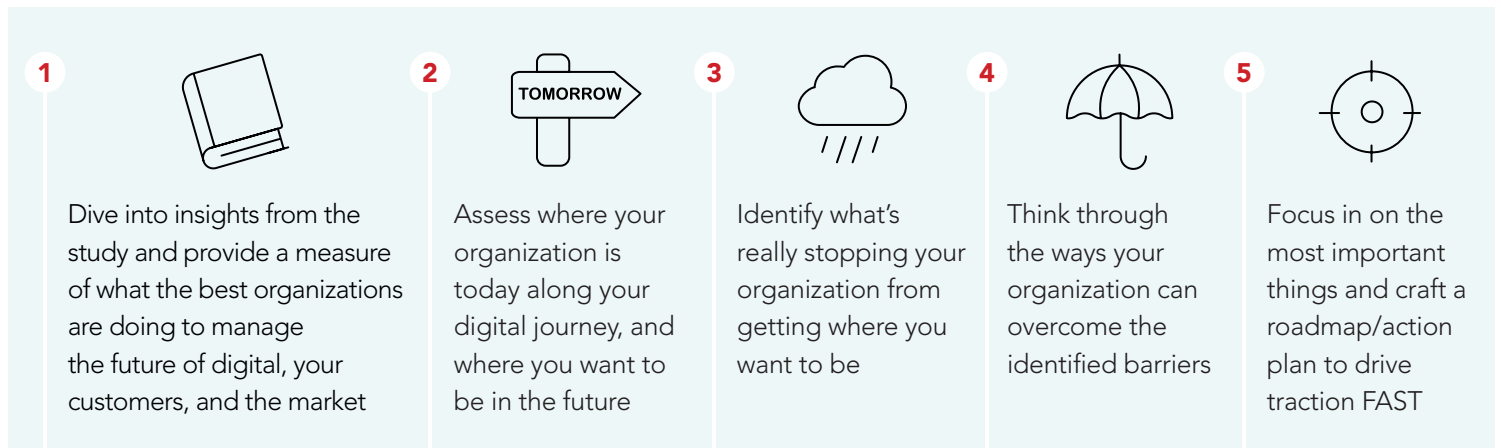 1
Dive into insights from the
study and provide a measure
of what the best organizations
are doing to manage
the future of digital, your
customers, and the market
2
TOMORROW
Assess where your
organization is
today along your
digital journey, and
where you want to
be in the future
3
Identify what’s
really stopping your
organization from
getting where you
want to be
4
Think through
the ways your
organization can
overcome the
identified barriers
5
Focus in on the
most important
things and craft a
roadmap/action
plan to drive
traction FAST